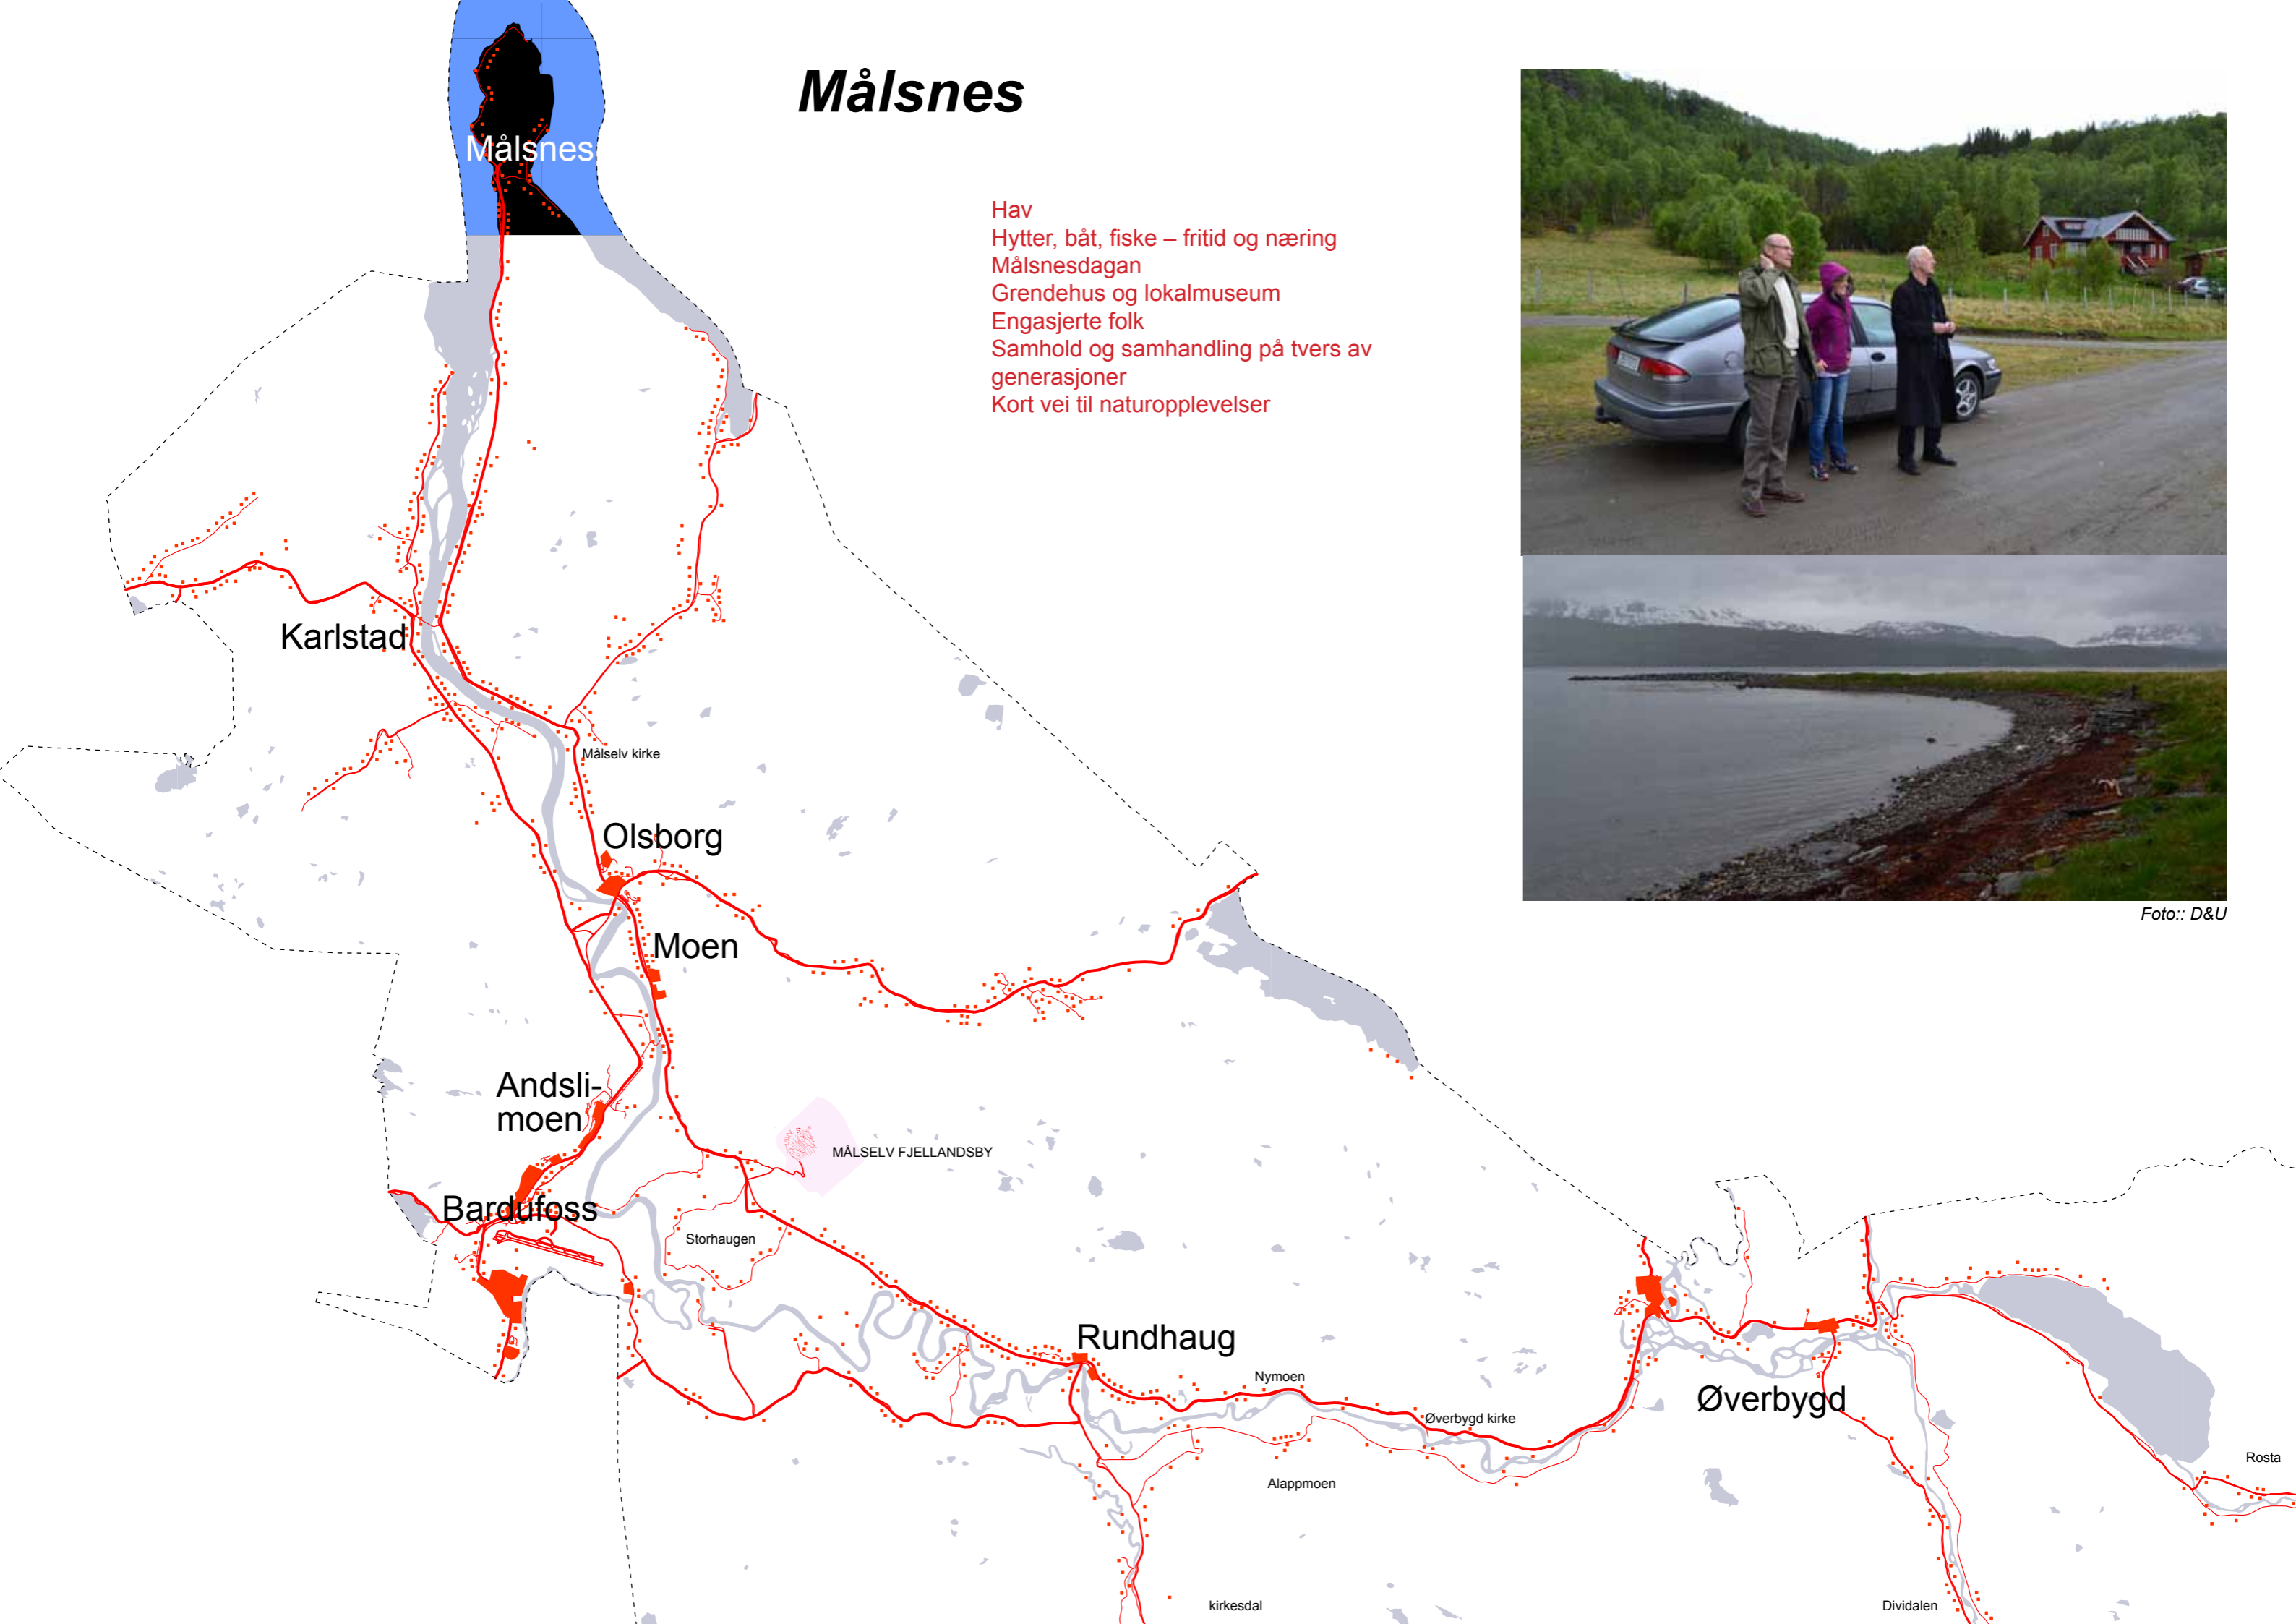 Målsnes
Målsnes
Hav
Hytter, båt, fiske – fritid og næring
Målsnesdagan
Grendehus og lokalmuseum
Engasjerte folk
Samhold og samhandling på tvers av
generasjoner
Kort vei til naturopplevelser
Karlstad
Målselv kirke
Olsborg
Foto:: D&U
Moen
Andsli-
moen
MÅLSELV FJELLANDSBY
Bardufoss
Storhaugen
Rundhaug
Nymoen
Øverbygd
Øverbygd kirke
Rosta
Alappmoen
kirkesdal
Dividalen